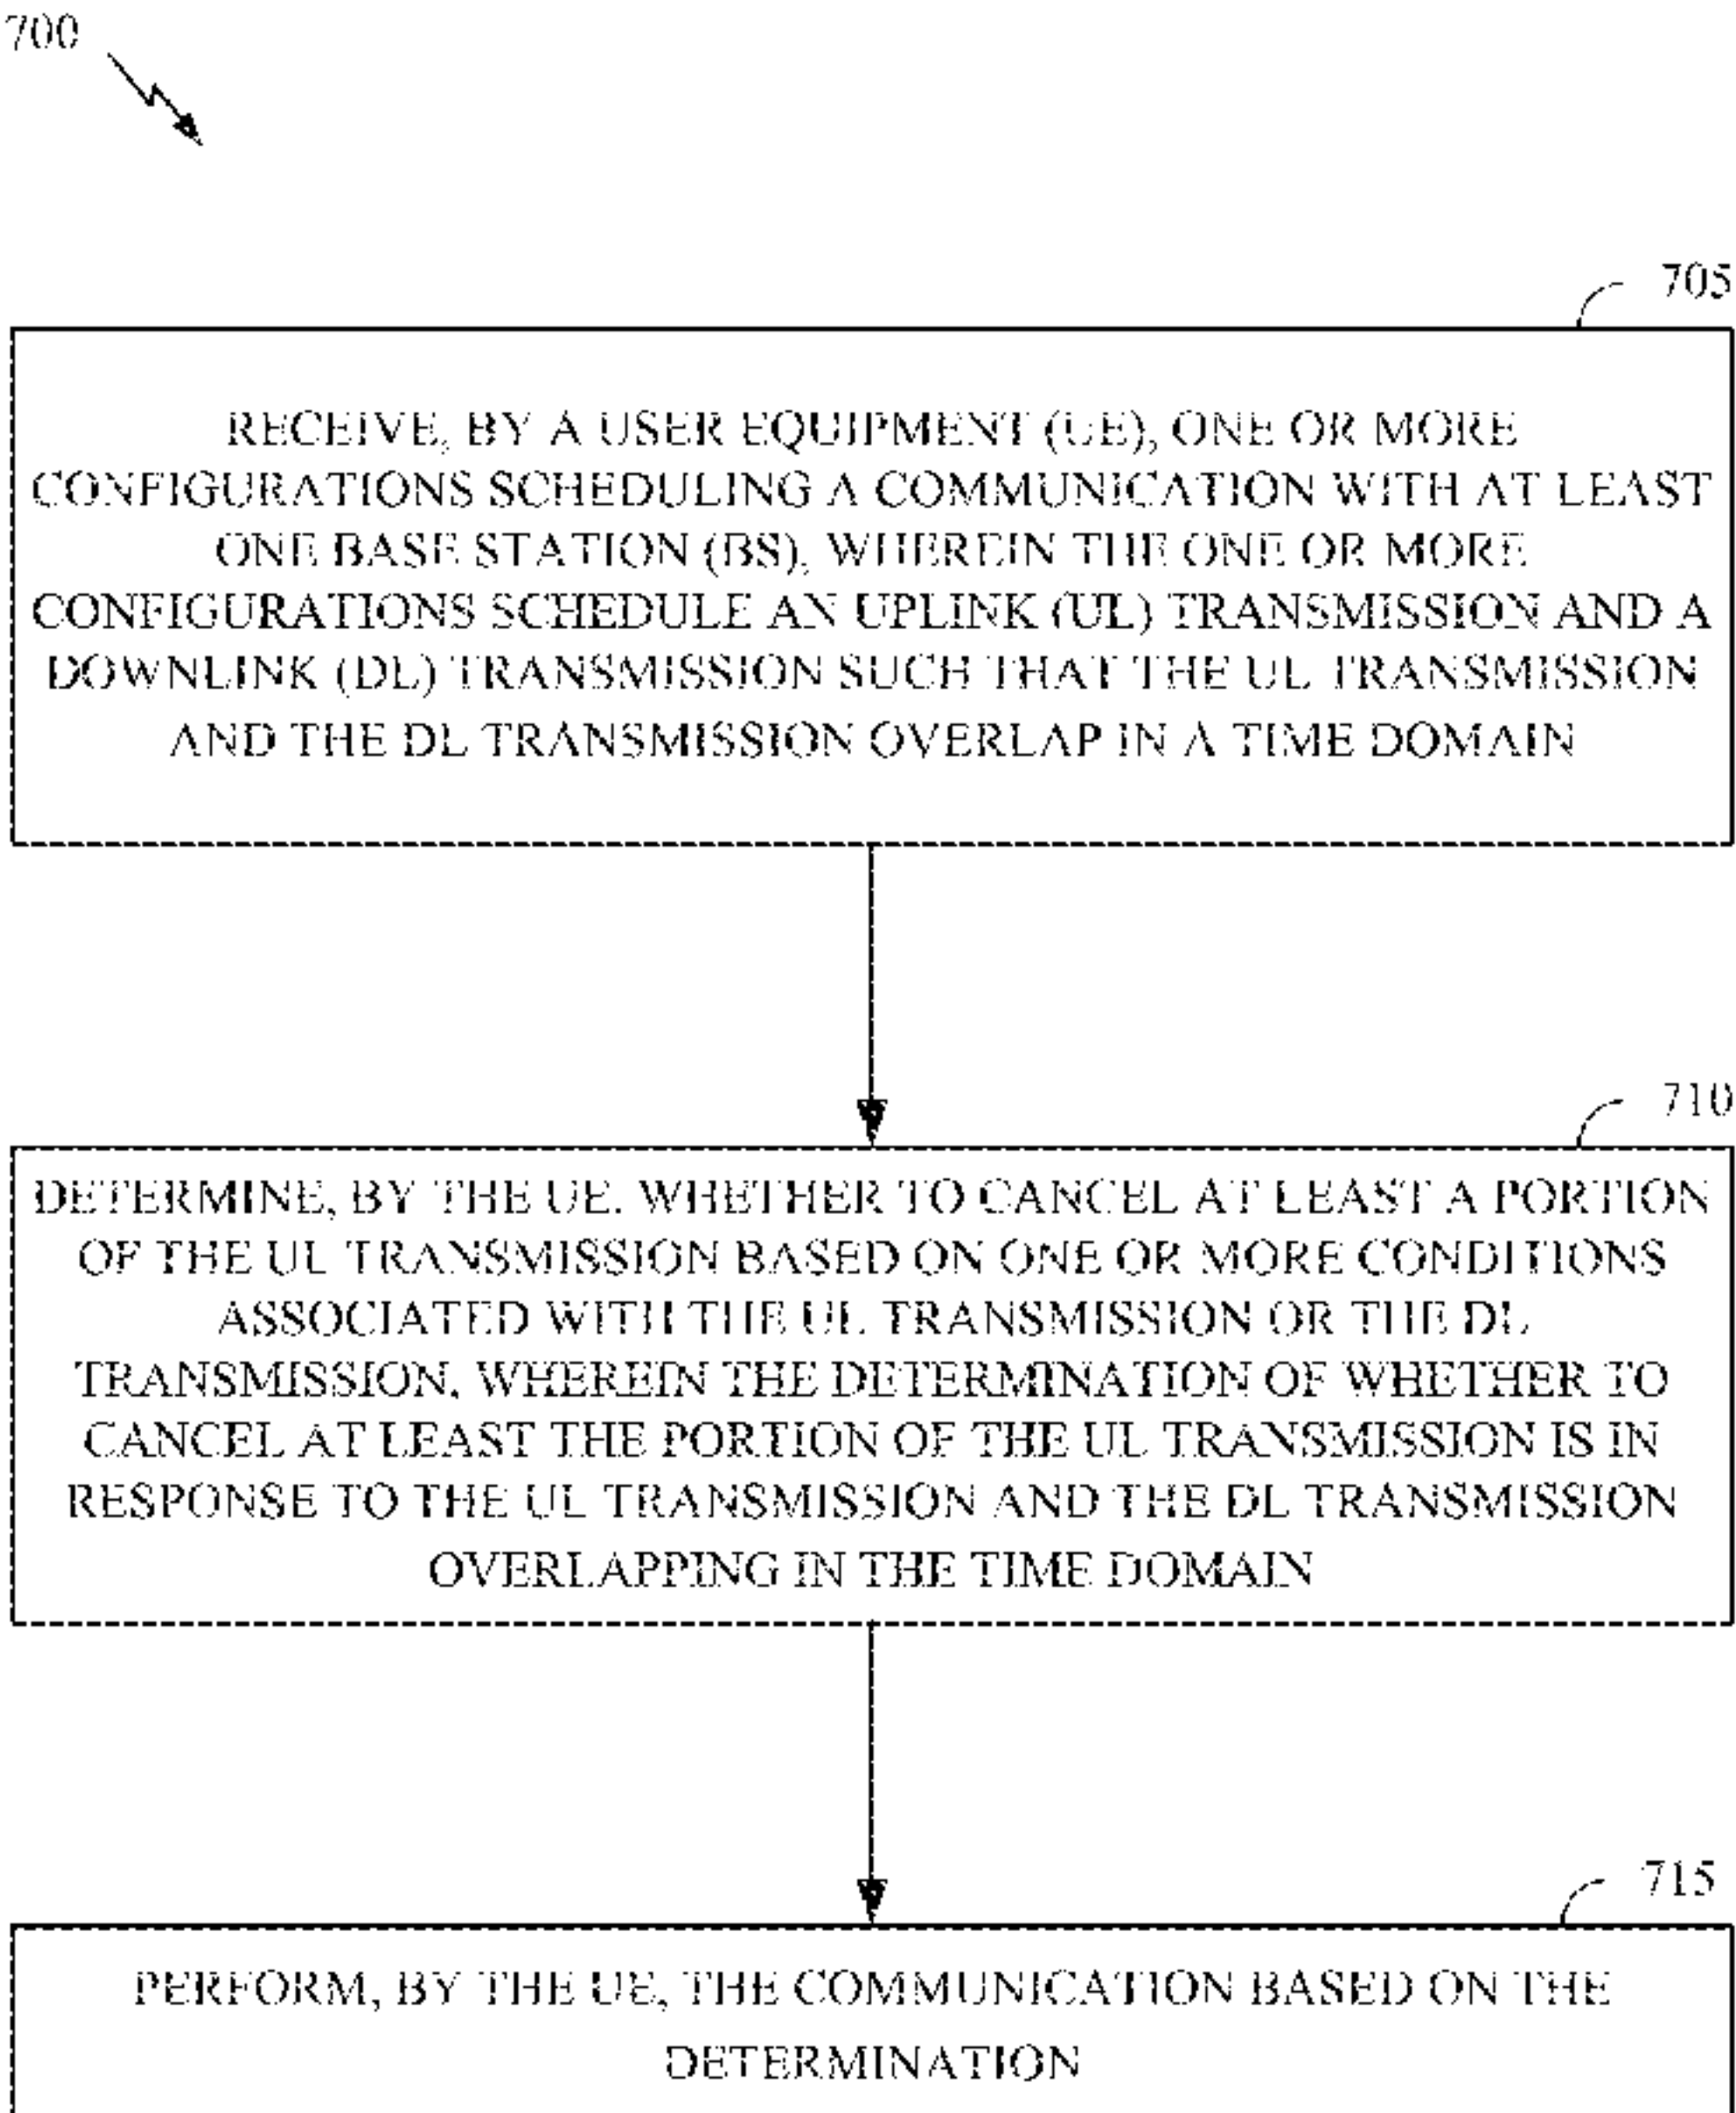 700
705
RECEIVE, BY A USER EQUIPMENT (UE), ONE OR MORE
CONFIGURATIONS SCHEDULING A COMMUNICATION WITH AT LEAST
ONE BASE STATION (BS), WHEREIN THE ONE OR MORE
CONFIGURATIONS SCHEDULE AN UPLINK (UL) TRANSMISSION AND A
DOWNLINK (DL) TRANSMISSION SUCH THAT THE UL TRANSMISSION
AND THE DL TRANSMISSION OVERLAP IN A TIME DOMAIN
710
DETERMINE, BY THE UE, WHETHER TO CANCEL AT LEAST A PORTION
OF THE UL TRANSMISSION BASED ON ONE OR MORE CONDITIONS
ASSOCIATED WITH THE UL TRANSMISSION OR THE DL
TRANSMISSION, WHEREIN THE DETERMINATION OF WHETHER TO
CANCEL AT LEAST THE PORTION OF THE UL TRANSMISSION IS IN
RESPONSE TO THE UL TRANSMISSION AND THE DL TRANSMISSION
OVERLAPPING IN THE TIME DOMAIN
715
PERFORM, BY THE UE, THE COMMUNICATION BASED ON THE
DETERMINATION